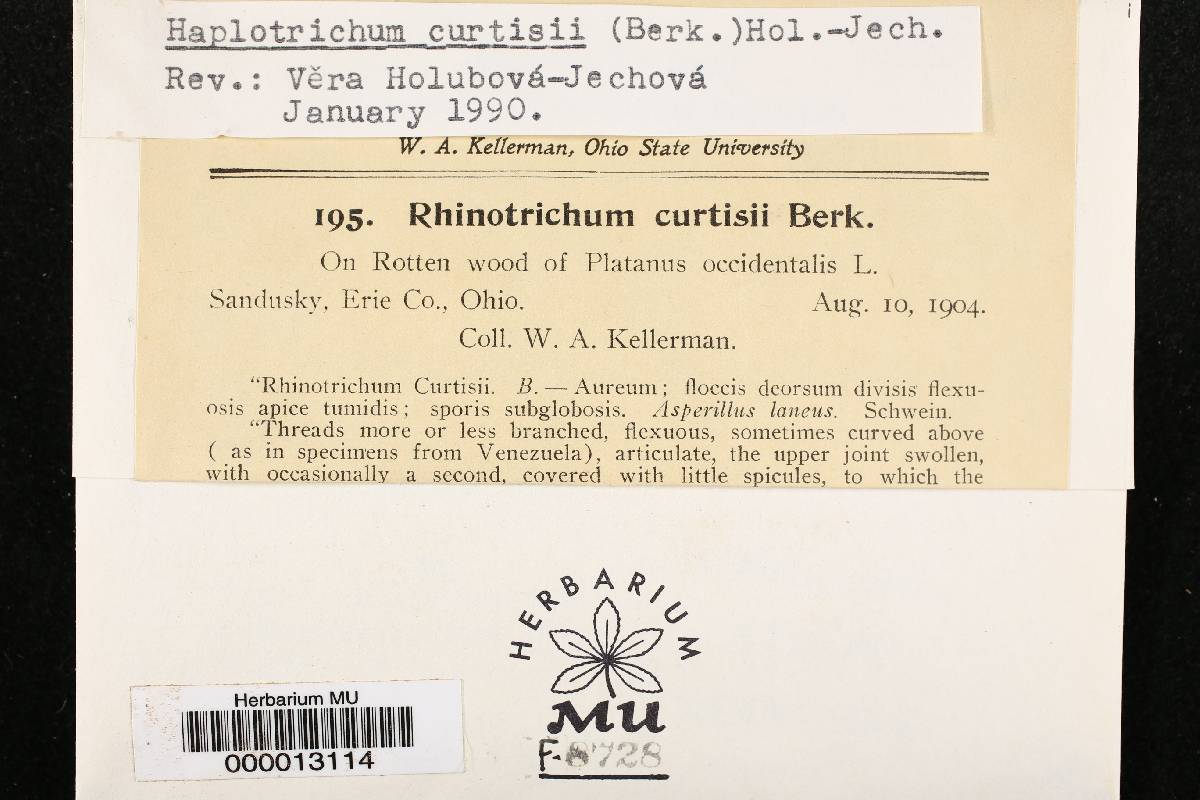 Haplotrichum curtisii (Berk.)Hol.-Jech.
Rev.: Věra Holubová-Jechová
January 1990.
W. A. Kellerman, Ohio State University
195. Rhinotrichum curtisii Berk.
On Rotten wood of Platanus occidentalis L.
Sandusky, Erie Co., Ohio. Aug. 10, 1904.
Coll. W. A. Kellerman.
“Rhinotrichum Curtisii. B. — Aureum; floccis deorsum divisis flexu-
osis apice tumidis; sporis subglobosis. Asperillus laneus. Schwein.
“Threads more or less branched, flexuous, sometimes curved above
( as in specimens from Venezuela), articulate, the upper joint swollen,
with occasionally a second, covered with little spicules, to which the
HERBARIUM
MU
F-8728
Herbarium MU
000013114